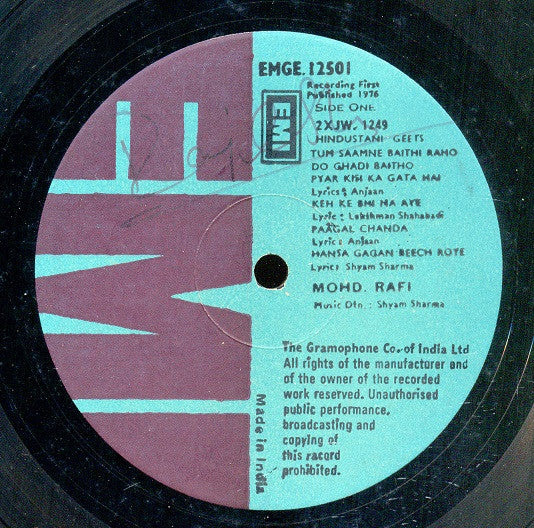 EMGE.12501
Recording First
Published 1976
SIDE ONE
EMI
2XJW. 1249
HINDUSTANI GEETS
TUM SAAMNE BAITHI RAHO
DO GHADI BAITHO
PYAR KISI KA GATA HAI
Lyrics: Anjaan
KEH KE BHI NA AYE
Lyric: Lakshman Shahabadi
PAAGAL CHANDA
Lyrics: Anjaan
HANSA GAGAN BEECH ROYE
Lyrics Shyam Sharma
MOHD. RAFI
Music Dtn.: Shyam Sharma
The Gramophone Co. of India Ltd
All rights of the manufacturer and
of the owner of the recorded
work reserved. Unauthorised
public performance,
broadcasting and
copying of
this record
prohibited.
Made in India
EMI